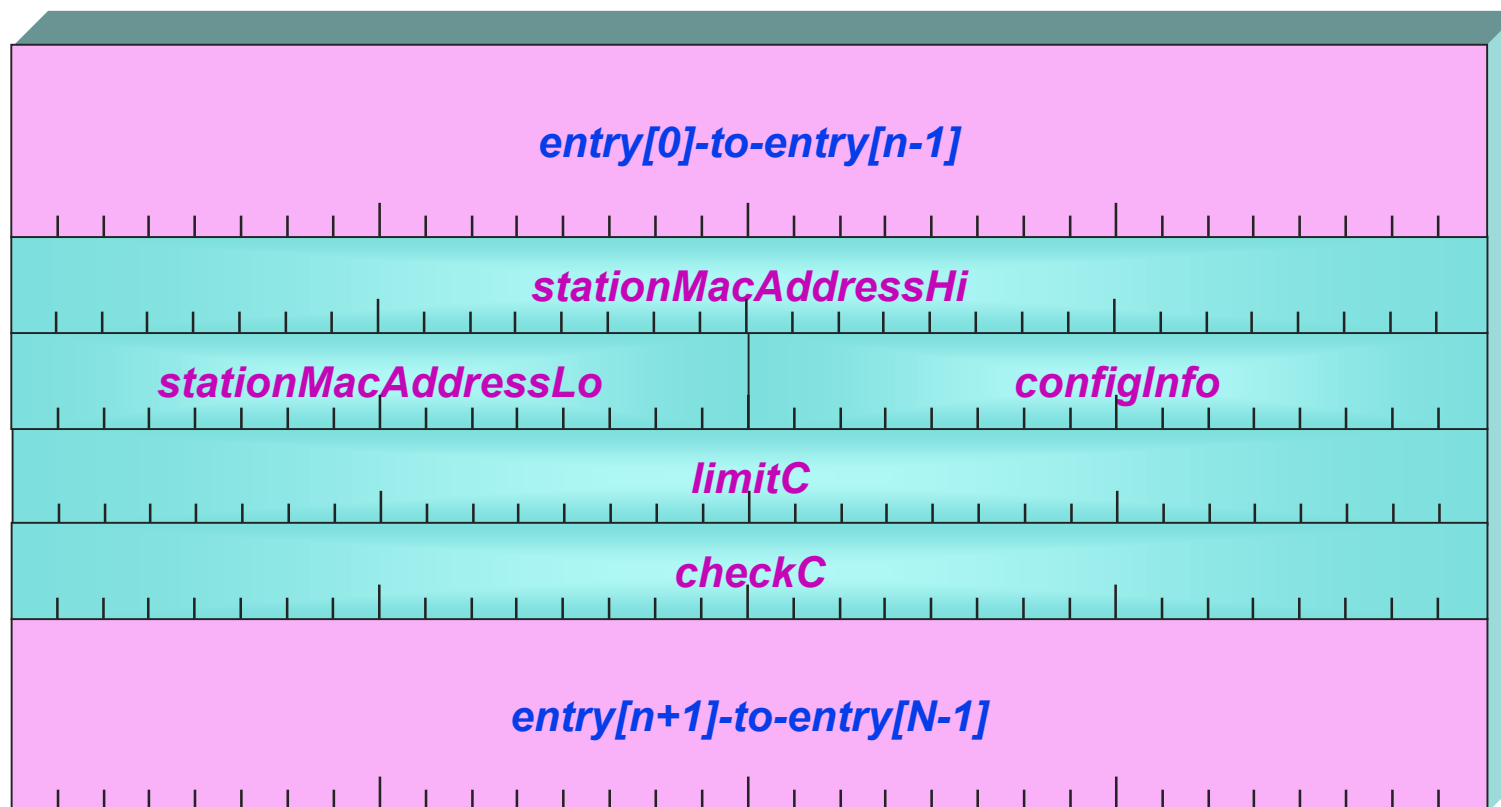 entry[0]-to-entry[n-1]
stationMacAddressHi
stationMacAddressLo
configInfo
limitC
checkC
entry[n+1]-to-entry[N-1]